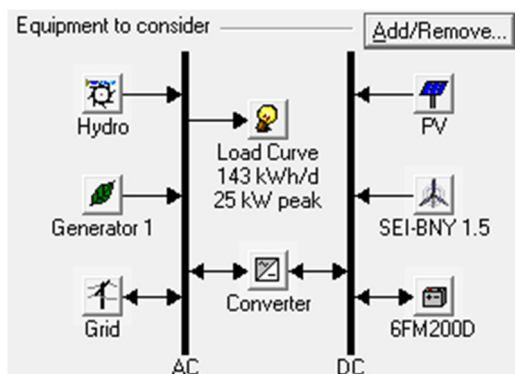 Equipment to consider
Add/Remove...
Hydro
PV
Load Curve
143 kWh/d
25 kW peak
Generator 1
SEI-BNY 1.5
Grid
Converter
6FM200D
AC
DC